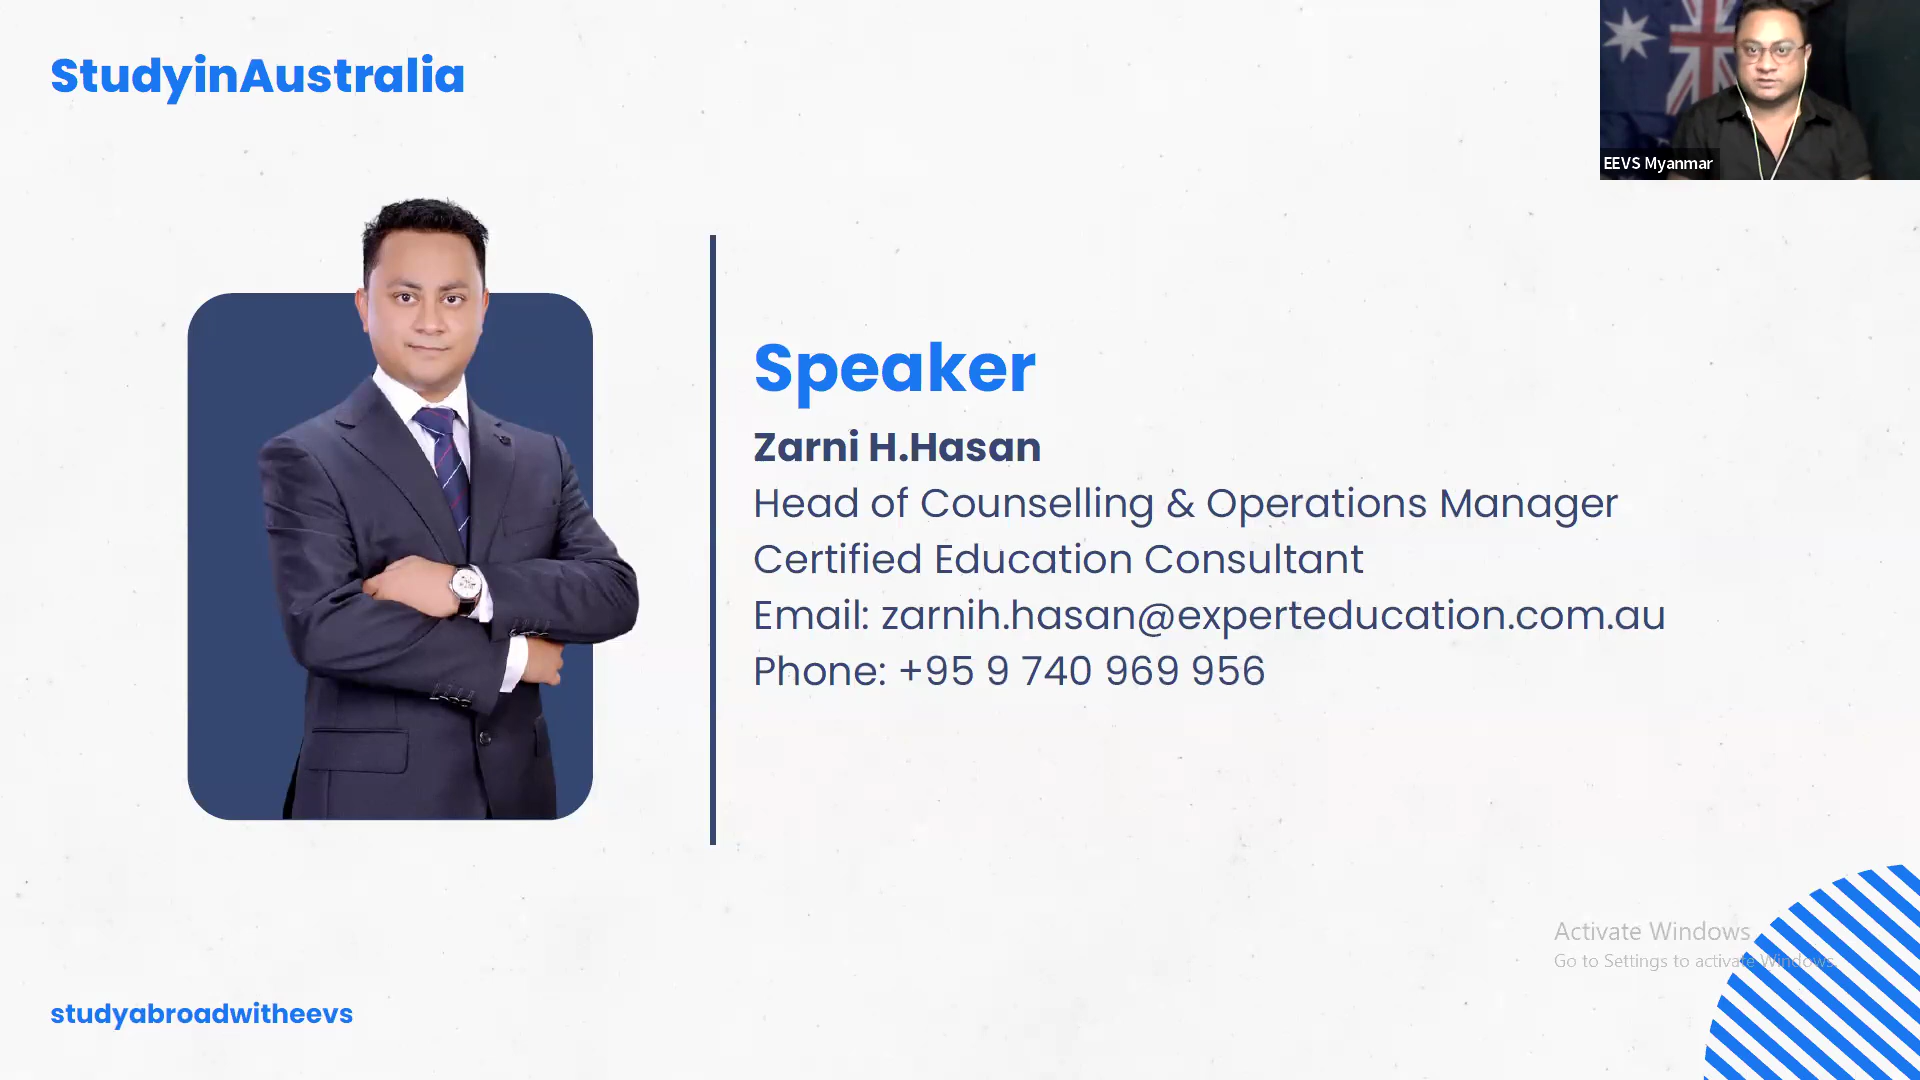 StudyinAustralia
EEVS Myanmar
Speaker
Zarni H.Hasan
Head of Counselling & Operations Manager
Certified Education Consultant
Email: zarnih.hasan@experteducation.com.au
Phone: +95 9 740 969 956
Activate Windows
Go to Settings to activate Windows.
studyabroadwitheevs